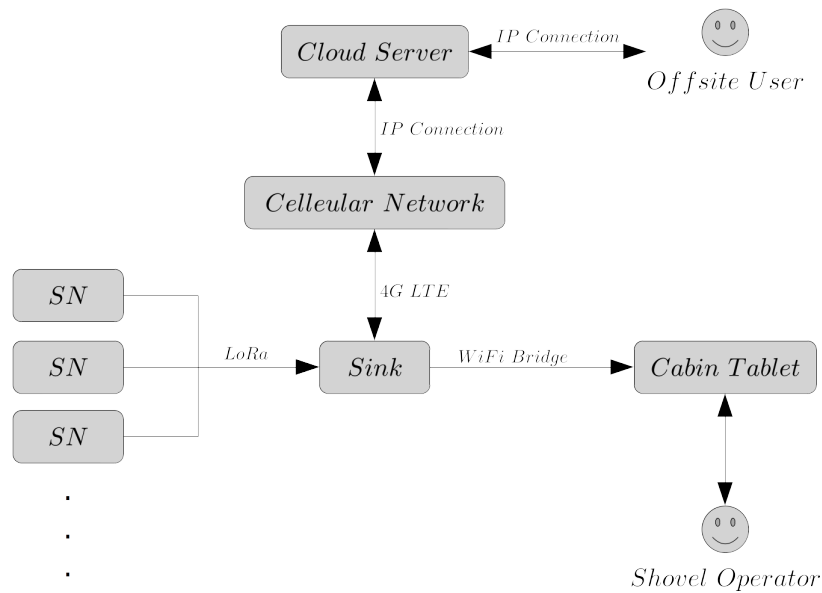 Cloud Server
IP Connection
Offsite User
IP Connection
Celleular Network
4G LTE
SN
SN
SN
LoRa
Sink
WiFi Bridge
Cabin Tablet
Shovel Operator